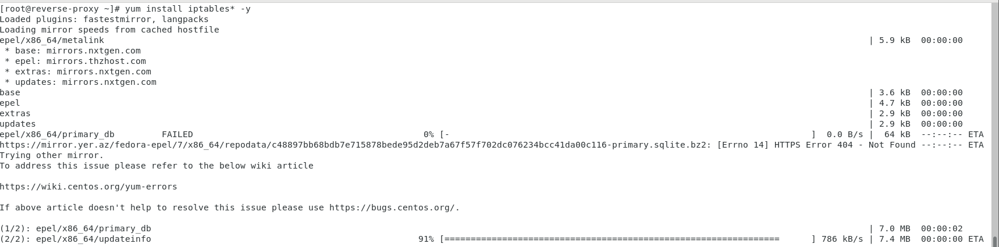 [root@reverse-proxy ~]# yum install iptables* -y
Loaded plugins: fastestmirror, langpacks
Loading mirror speeds from cached hostfile
epel/x86_64/metalink | 5.9 kB 00:00:00
* base: mirrors.nxtgen.com
* epel: mirrors.thzhost.com
* extras: mirrors.nxtgen.com
* updates: mirrors.nxtgen.com
base | 3.6 kB 00:00:00
epel | 4.7 kB 00:00:00
extras | 2.9 kB 00:00:00
updates | 2.9 kB 00:00:00
epel/x86_64/primary_db FAILED 0% [- ] 0.0 B/s | 64 kB --:--:-- ETA
https://mirror.yer.az/fedora-epel/7/x86_64/repodata/c48897bb68bdb7e715878bede95d2deb7a67f57f702dc076234bcc41da00c116-primary.sqlite.bz2: [Errno 14] HTTPS Error 404 - Not Found --:--:-- ETA
Trying other mirror.
To address this issue please refer to the below wiki article
https://wiki.centos.org/yum-errors
If above article doesn't help to resolve this issue please use https://bugs.centos.org/.
(1/2): epel/x86_64/primary_db | 7.0 MB 00:00:02
(2/2): epel/x86_64/updateinfo 91% [================================================================ ] 786 kB/s | 7.4 MB 00:00:00 ETA